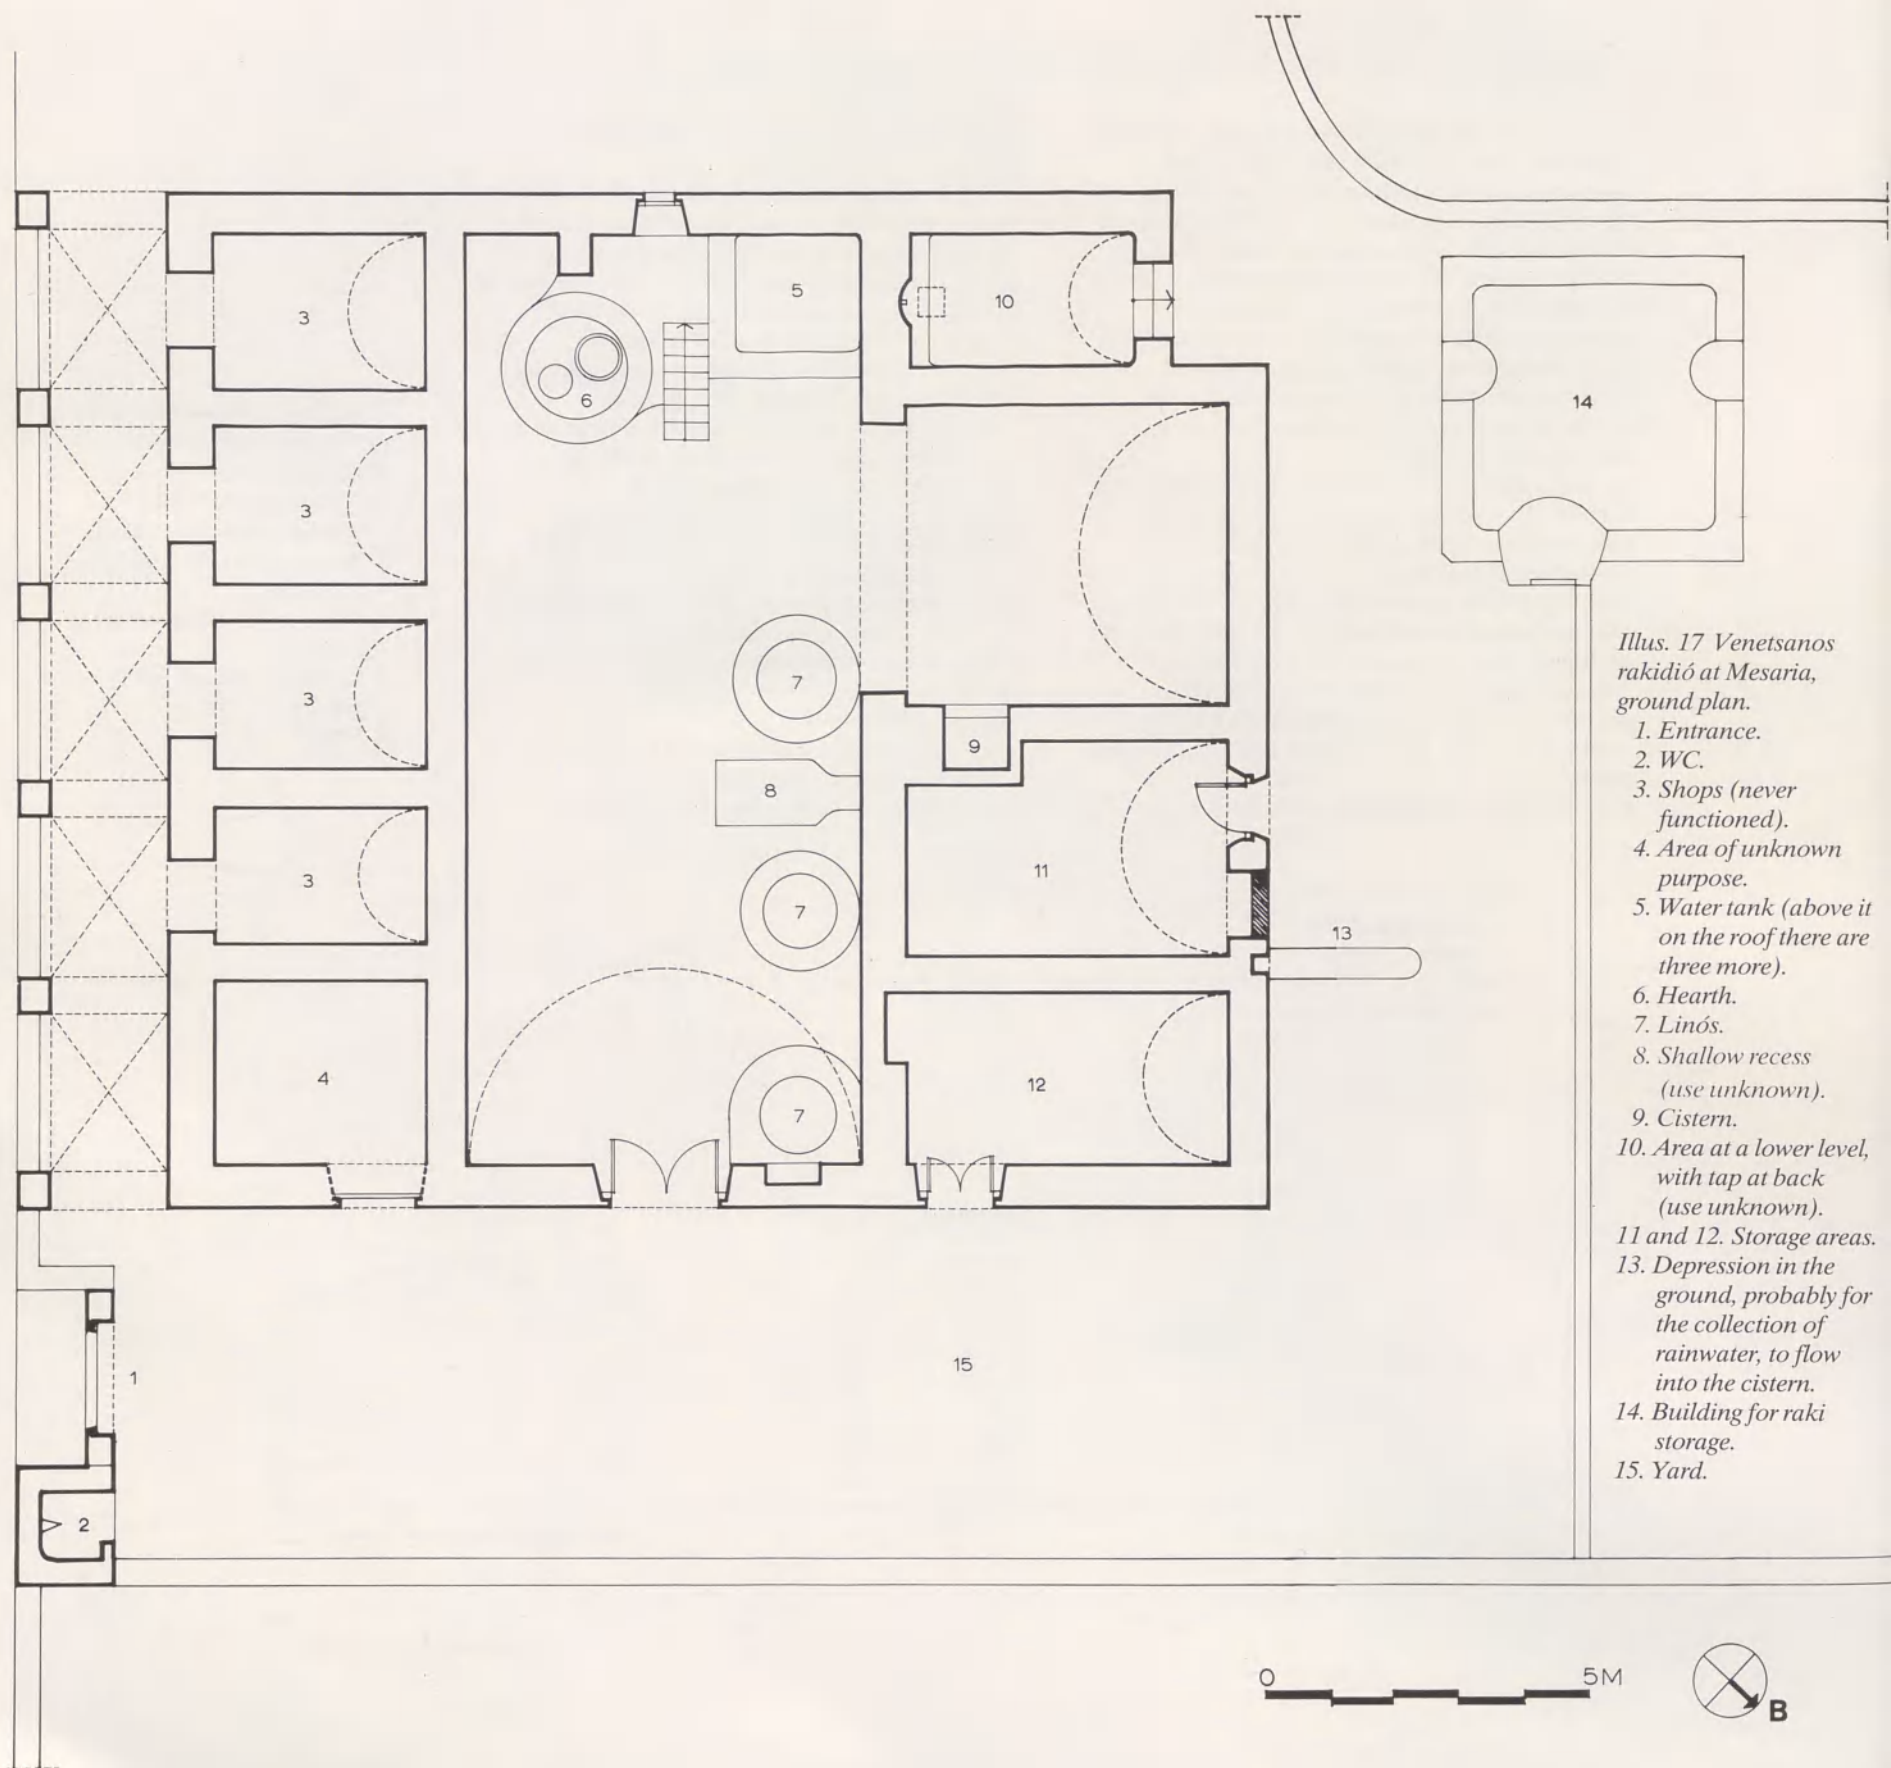 3
5
10
6
14
3
3
7
9
8
11
3
7
13
4
12
7
1
15
2
Illus. 17 Venetsanos
rakidió at Mesaria,
ground plan.
1. Entrance.
2. WC.
3. Shops (never
functioned).
4. Area of unknown
purpose.
5. Water tank (above it
on the roof there are
three more).
6. Hearth.
7. Linós.
8. Shallow recess
(use unknown).
9. Cistern.
10. Area at a lower level,
with tap at back
(use unknown).
11 and 12. Storage areas.
13. Depression in the
ground, probably for
the collection of
rainwater, to flow
into the cistern.
14. Building for raki
storage.
15. Yard.
0 5M
B